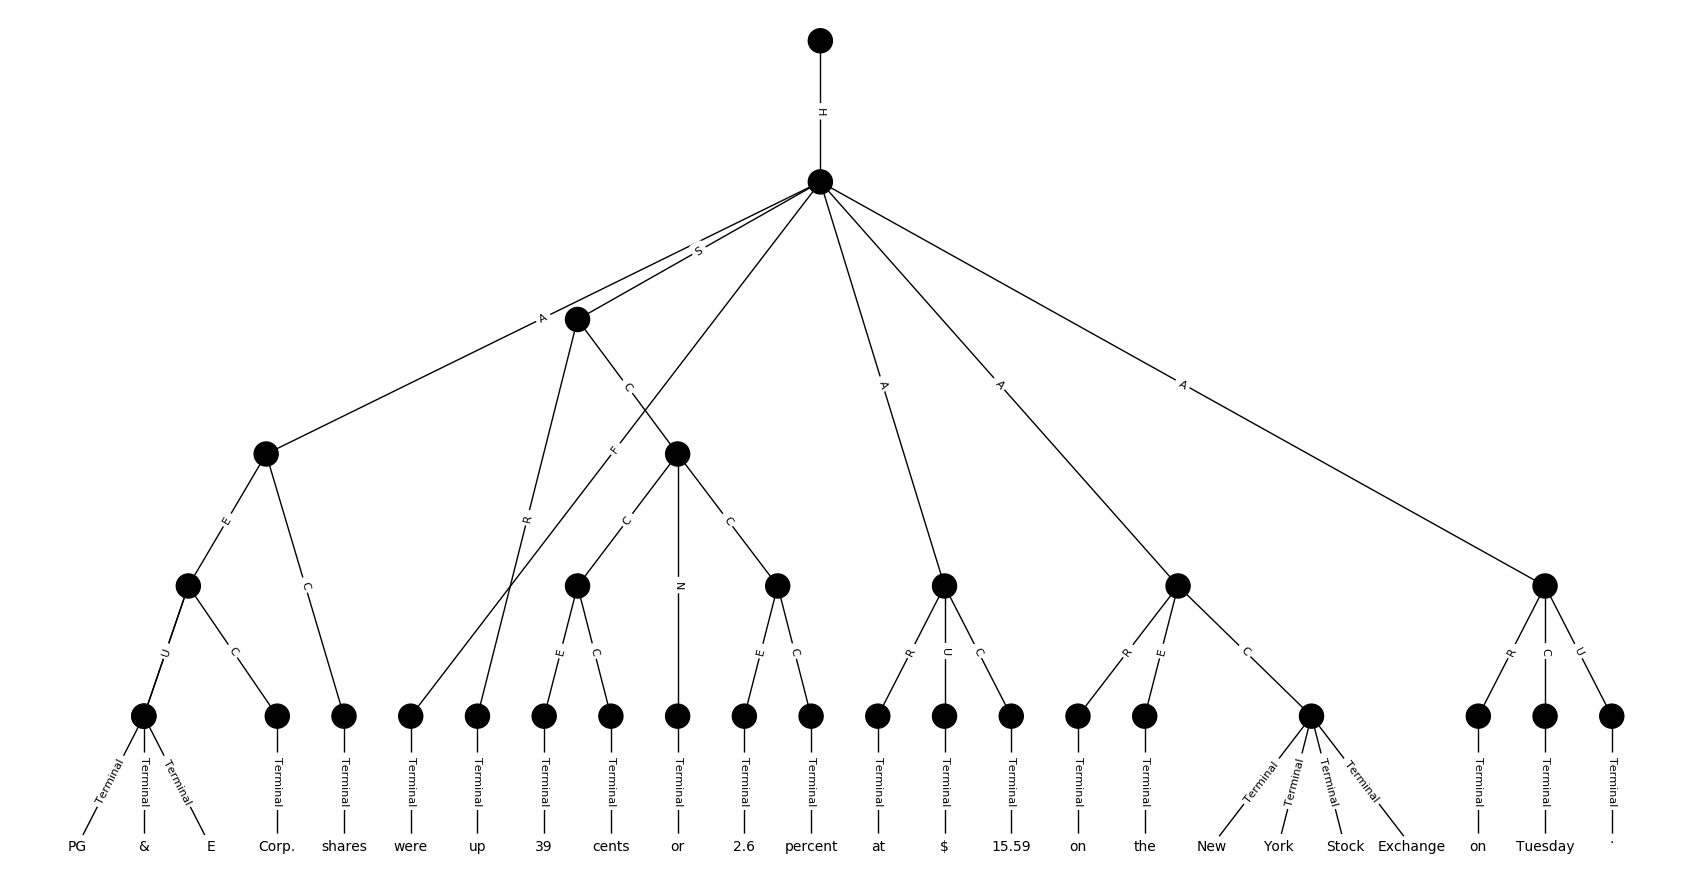 H
S
A
A
A
A
C
F
E
R
C
C
C
N
U
C
E
C
E
C
R
U
C
R
E
C
R
C
U
Terminal Terminal Terminal Terminal Terminal Terminal Terminal Terminal Terminal Terminal Terminal Terminal Terminal Terminal Terminal Terminal Terminal Terminal Terminal Terminal Terminal Terminal Terminal Terminal
PG & E Corp. shares were up 39 cents or 2.6 percent at $ 15.59 on the New York Stock Exchange on Tuesday .